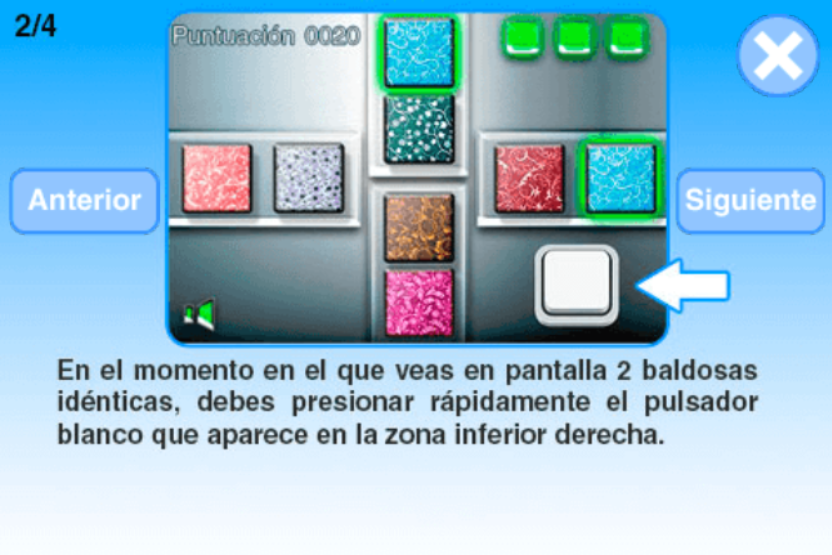 2/4
Puntuación 0020
Anterior
Siguiente
En el momento en el que veas en pantalla 2 baldosas
idénticas, debes presionar rápidamente el pulsador
blanco que aparece en la zona inferior derecha.